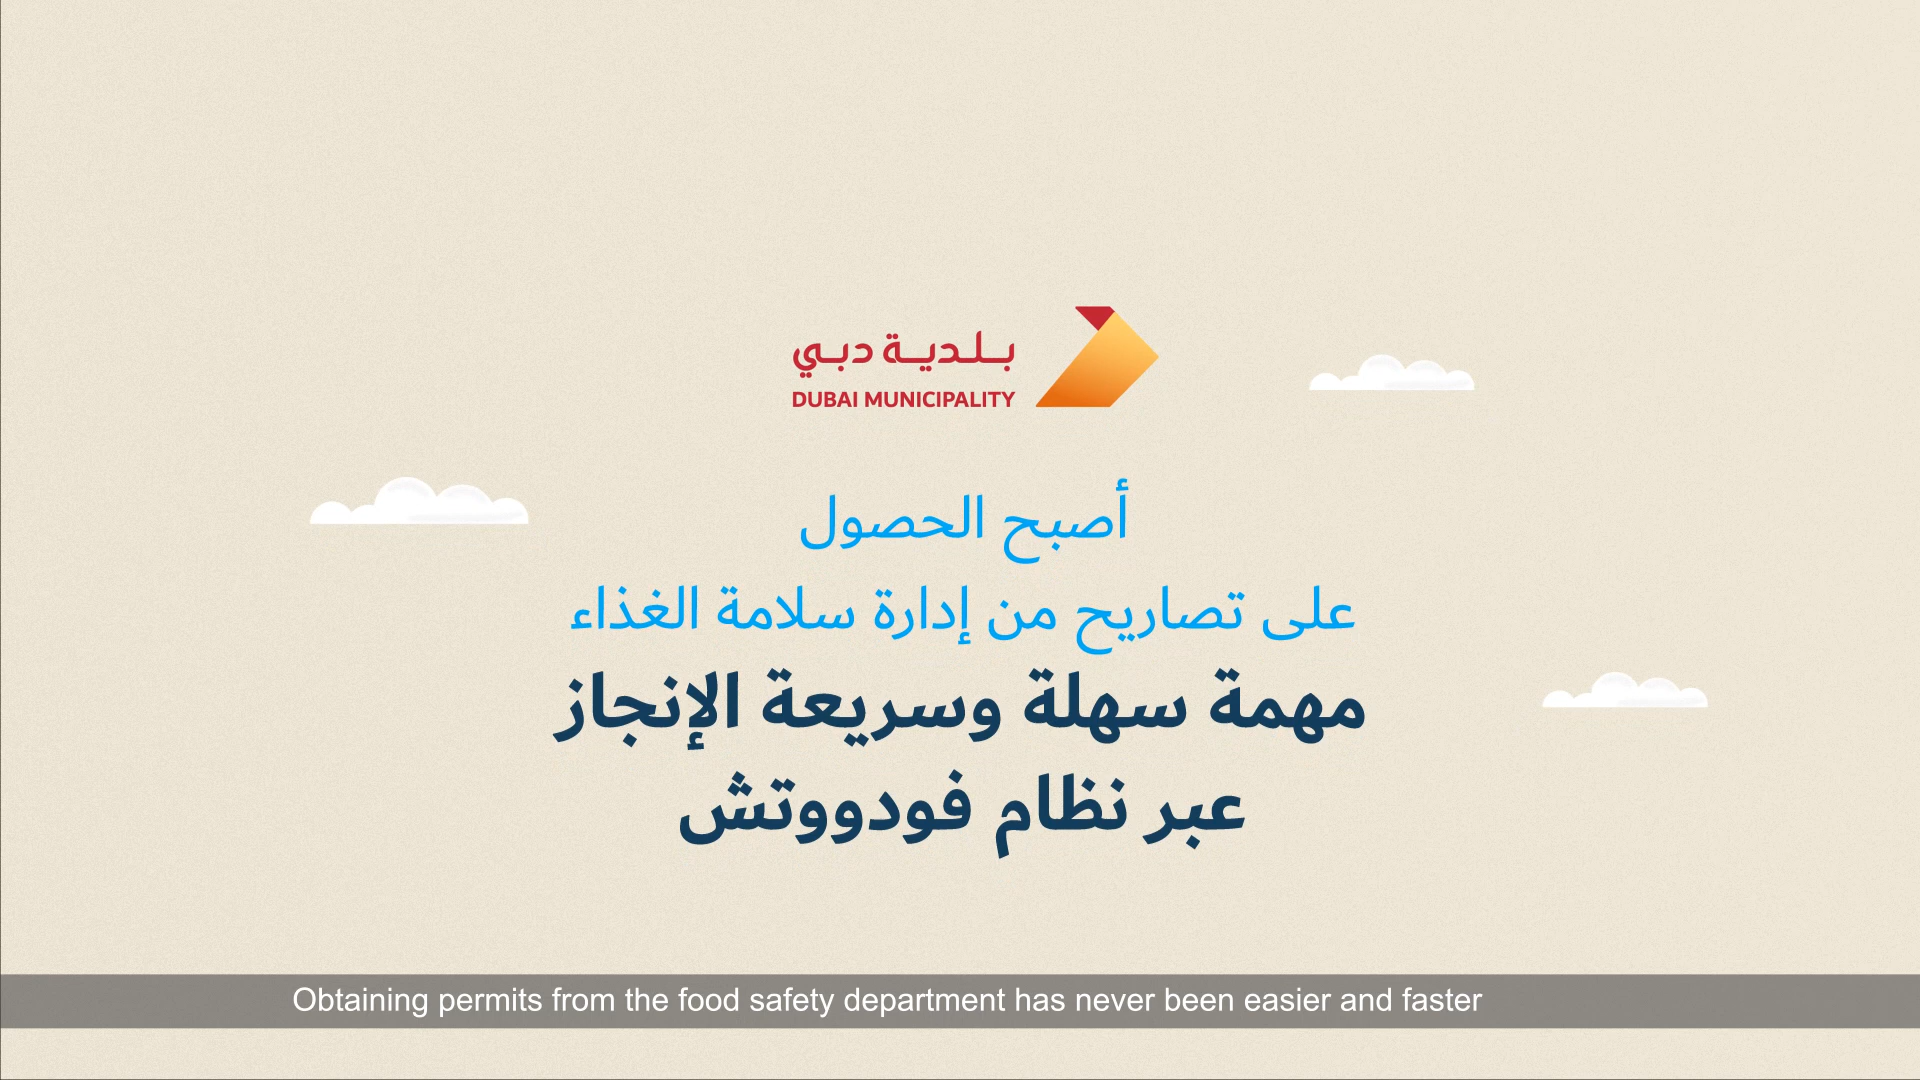 بلدية دبي
DUBAI MUNICIPALITY
أصبح الحصول
على تصاريح من إدارة سلامة الغذاء
مهمة سهلة وسريعة الإنجاز
عبر نظام فودووتش
Obtaining permits from the food safety department has never been easier and faster